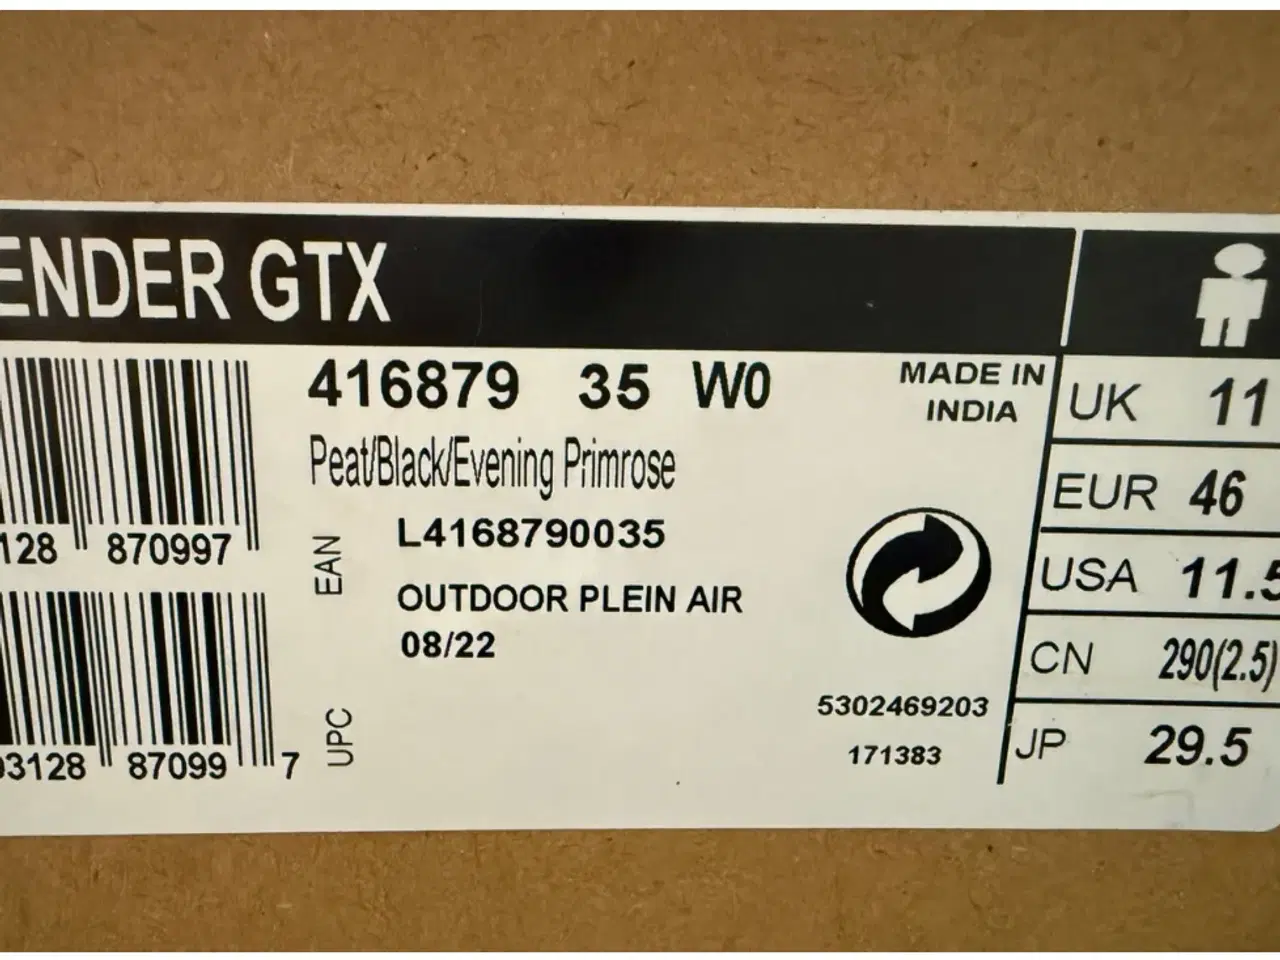 ENDER GTX
416879 35 W0
Peat/Black/Evening Primrose
MADE IN
INDIA
128 870997
EAN
L4168790035
OUTDOOR PLEIN AIR
08/22
03128 87099 7
UPC
5302469203
171383
UK 11
EUR 46
USA 11.5
CN 290(2.5)
JP 29.5